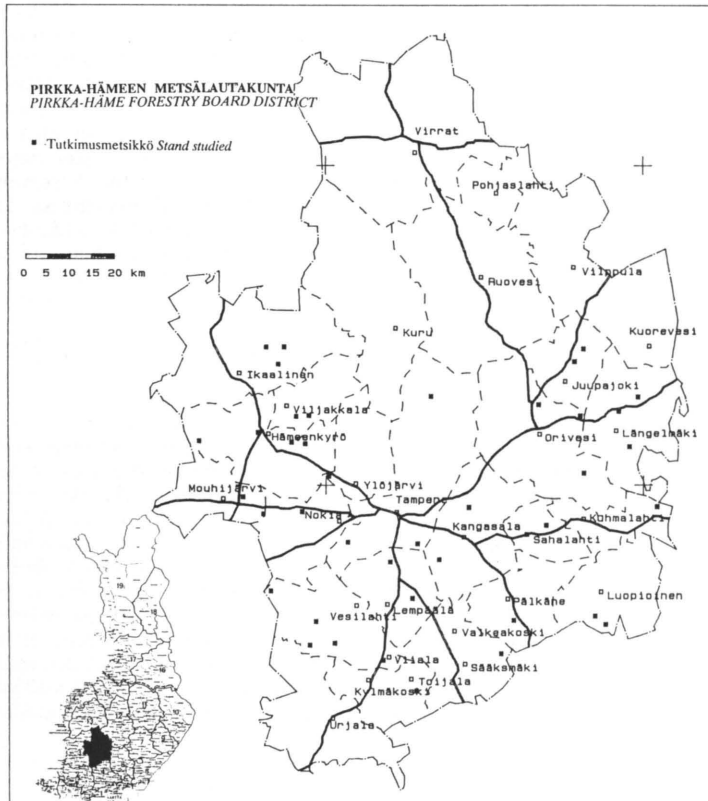 PIRKKA-HÄMEEN METSÄLAUTAKUNTA
PIRKKA-HÄME FORESTRY BOARD DISTRICT
Tutkimusmetsikkö Stand studied
0 5 10 15 20 km
Virrat
Pohjaslahti
Vilppula
Ruovesi
Kuru
Kuorevesi
Ikaalinen
Juupajoki
Viljakkala
Hämeenkyrö
Orivesi
Längelmäki
Ylöjärvi
Mouhijärvi
Tampere
Nokia
Kangasala
Kuhmalahti
Sahalahti
Luopioinen
Pälkäne
Vesilahti
Lempäälä
Valkeakoski
Viiala
Sääksmäki
Toijala
Kylmäkoski
Urjala
19
18